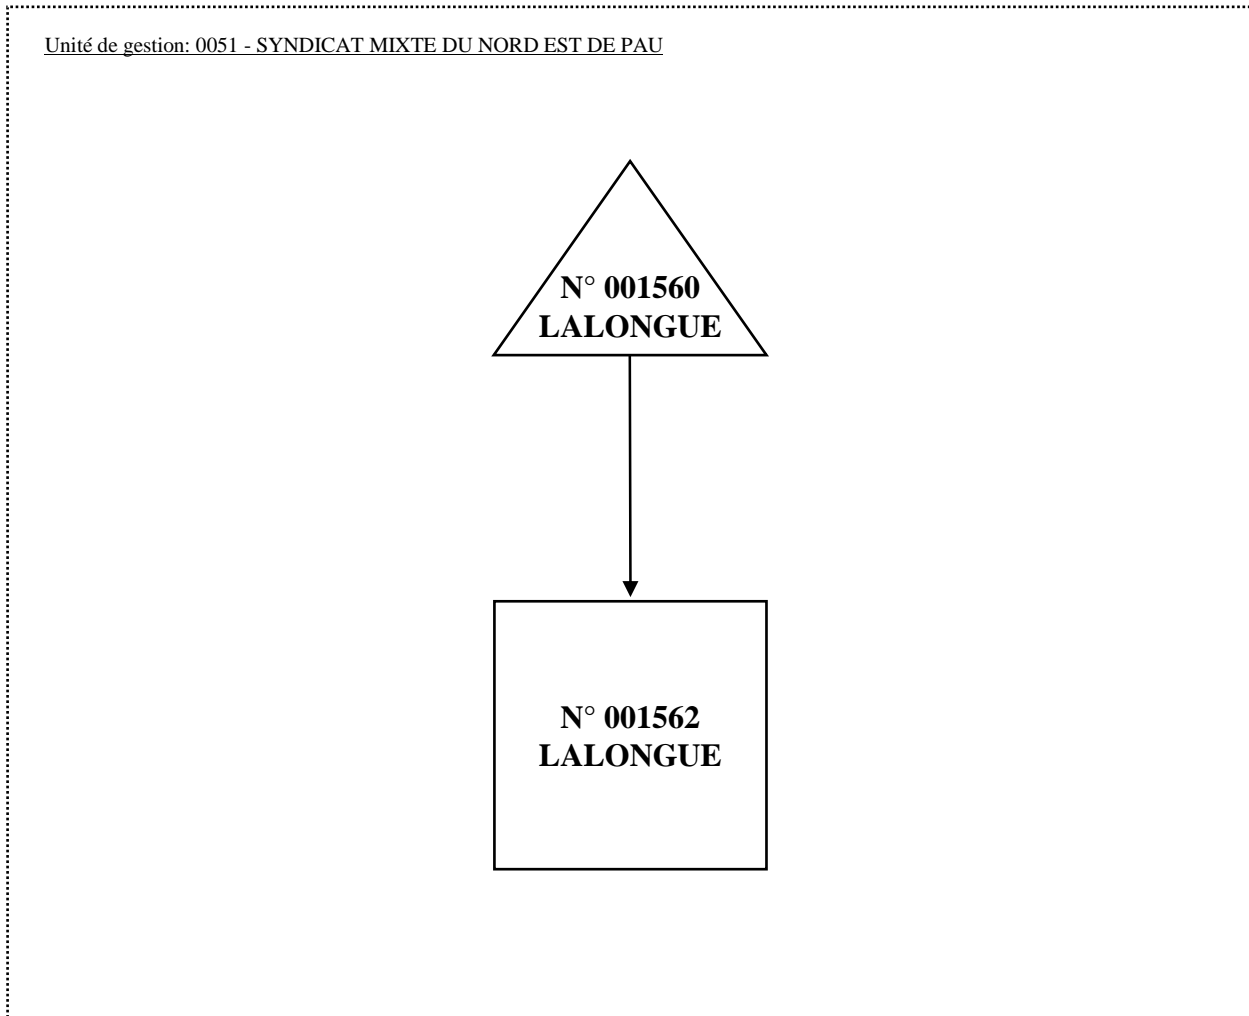 Unité de gestion: 0051 - SYNDICAT MIXTE DU NORD EST DE PAU
N° 001560
LALONGUE
N° 001562
LALONGUE